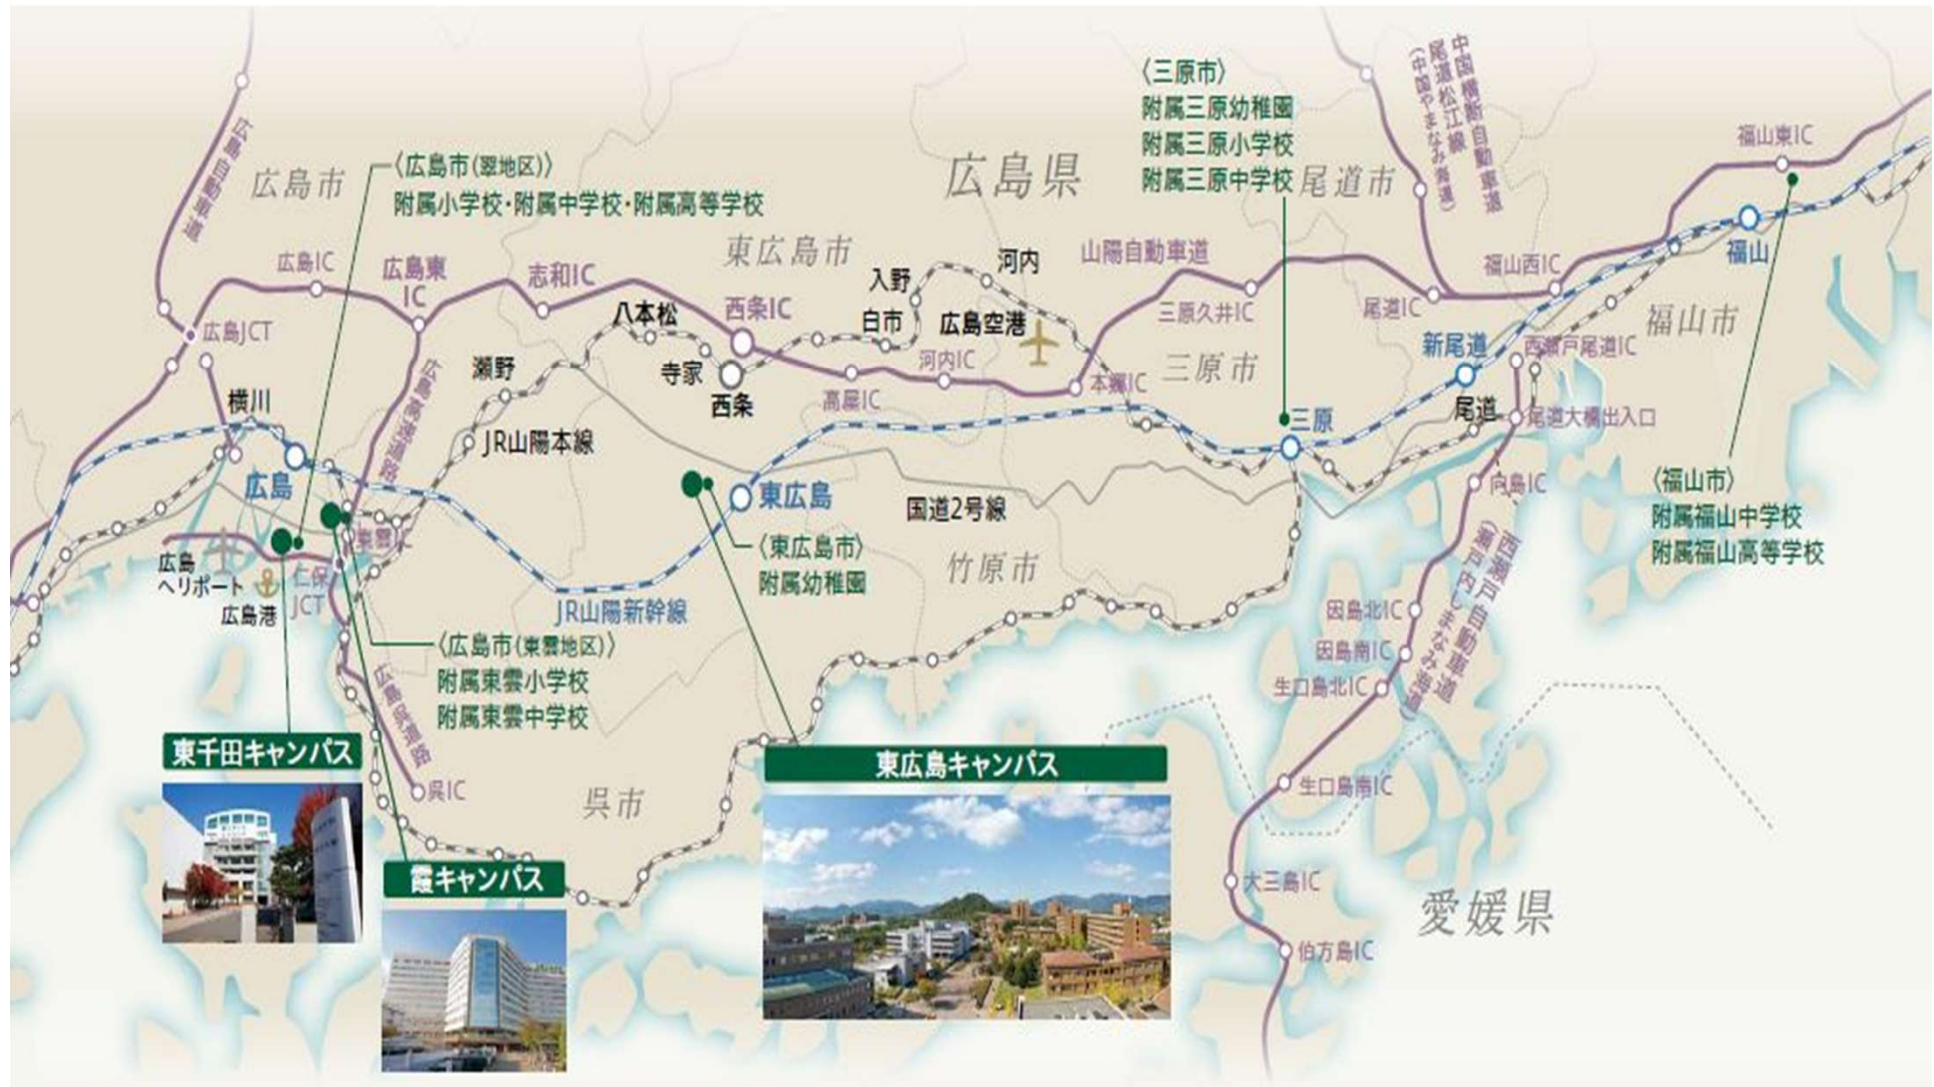 〈三原市〉
附属三原幼稚園
附属三原小学校
附属三原中学校
中国横断自動車道
尾道松江線
(中国やまなみ海道)
福山東IC
広島自動車道
広島市
〈広島市(翠地区)〉
附属小学校・附属中学校・附属高等学校
広島県
尾道市
東広島市
山陽自動車道
福山
広島IC
広島東
IC
志和IC
入野
河内
福山西IC
八本松
西条IC
白市
広島空港
三原久井IC
尾道IC
福山市
広島JCT
瀬野
寺家
西条
河内IC
高屋IC
本郷IC
三原市
新尾道
西瀬戸尾道IC
横川
広島高速道路
JR山陽本線
三原
尾道
尾道大橋出入口
広島
東広島
国道2号線
向島IC
〈福山市〉
附属福山中学校
附属福山高等学校
東雲IC
〈東広島市〉
附属幼稚園
竹原市
広島
ヘリポート
広島港
仁保
JCT
JR山陽新幹線
西瀬戸自動車道
(瀬戸内しまなみ海道)
因島北IC
因島南IC
生口島北IC
〈広島市(東雲地区)〉
附属東雲小学校
附属東雲中学校
広島呉道路
東千田キャンパス
東広島キャンパス
呉IC
呉市
生口島南IC
霞キャンパス
大三島IC
愛媛県
伯方島IC